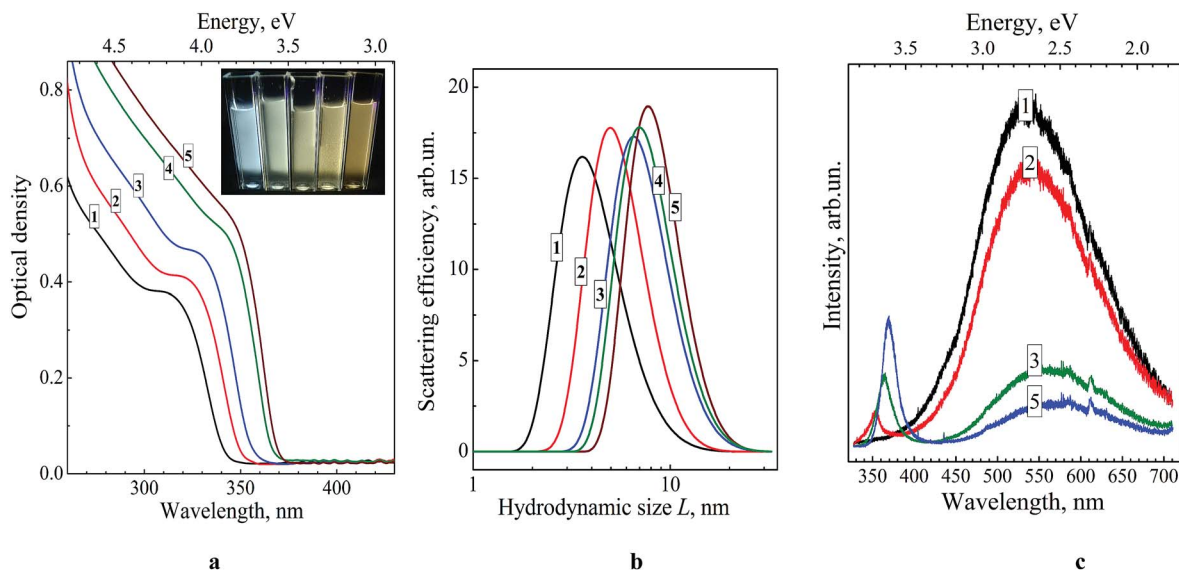 Energy, eV
4.5 4.0 3.5 3.0
Optical density
0.8
0.6
0.4
0.2
0.0
1
2
3
4
5
300 350 400
Wavelength, nm
a
Scattering efficiency, arb.un.
20
15
10
5
0
1
2
3
4
5
1 10
Hydrodynamic size L, nm
b
Energy, eV
3.5 3.0 2.5 2.0
Intensity, arb.un.
1
2
3
5
350 400 450 500 550 600 650 700
Wavelength, nm
c